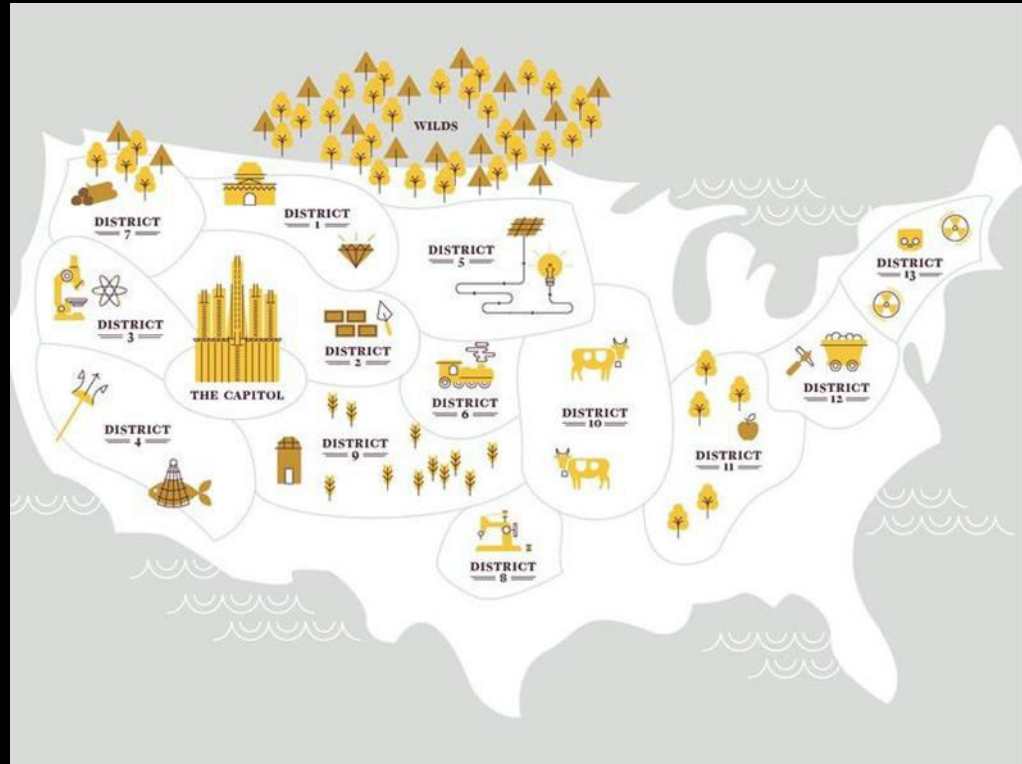 WILDS
DISTRICT
7
DISTRICT
1
DISTRICT
5
DISTRICT
13
DISTRICT
3
DISTRICT
2
THE CAPITOL
DISTRICT
6
DISTRICT
12
DISTRICT
4
DISTRICT
9
DISTRICT
10
DISTRICT
11
DISTRICT
8